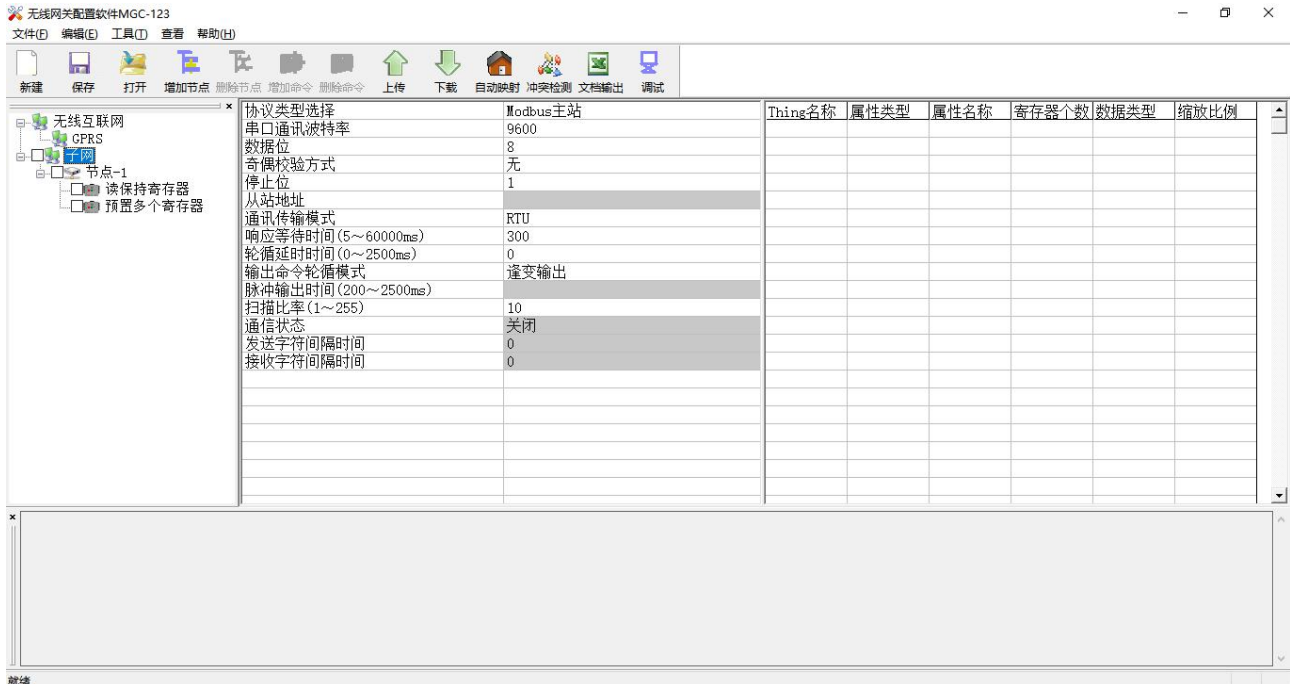 无线网关配置软件MGC-123
文件(F) 编辑(E) 工具(T) 查看 帮助(H)
新建 保存 打开 增加节点 删除节点 增加命令 删除命令 上传 下载 自动映射 冲突检测 文档输出 调试
无线互联网
GPRS
子网
节点-1
读保持寄存器
预置多个寄存器
协议类型选择 Modbus主站
串口通讯波特率 9600
数据位 8
奇偶校验方式 无
停止位 1
从站地址
通讯传输模式 RTU
响应等待时间(5～60000ms) 300
轮循延时时间(0～2500ms) 0
输出命令轮循模式 逢变输出
脉冲输出时间(200～2500ms)
扫描比率(1～255) 10
通信状态 关闭
发送字符间隔时间 0
接收字符间隔时间 0
Thing名称 属性类型 属性名称 寄存器个数 数据类型 缩放比例
就绪